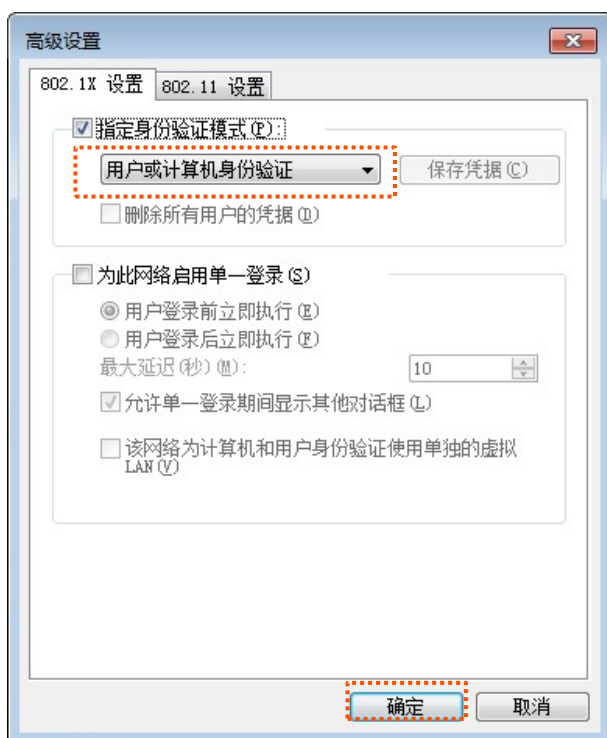 高级设置
802.1X 设置 802.11 设置
指定身份验证模式(P):
用户或计算机身份验证 保存凭据(C)
删除所有用户的凭据(D)
为此网络启用单一登录(S)
用户登录前立即执行(E)
用户登录后立即执行(F)
最大延迟(秒)(M): 10
允许单一登录期间显示其他对话框(L)
该网络为计算机和用户身份验证使用单独的虚拟
LAN(V)
确定 取消